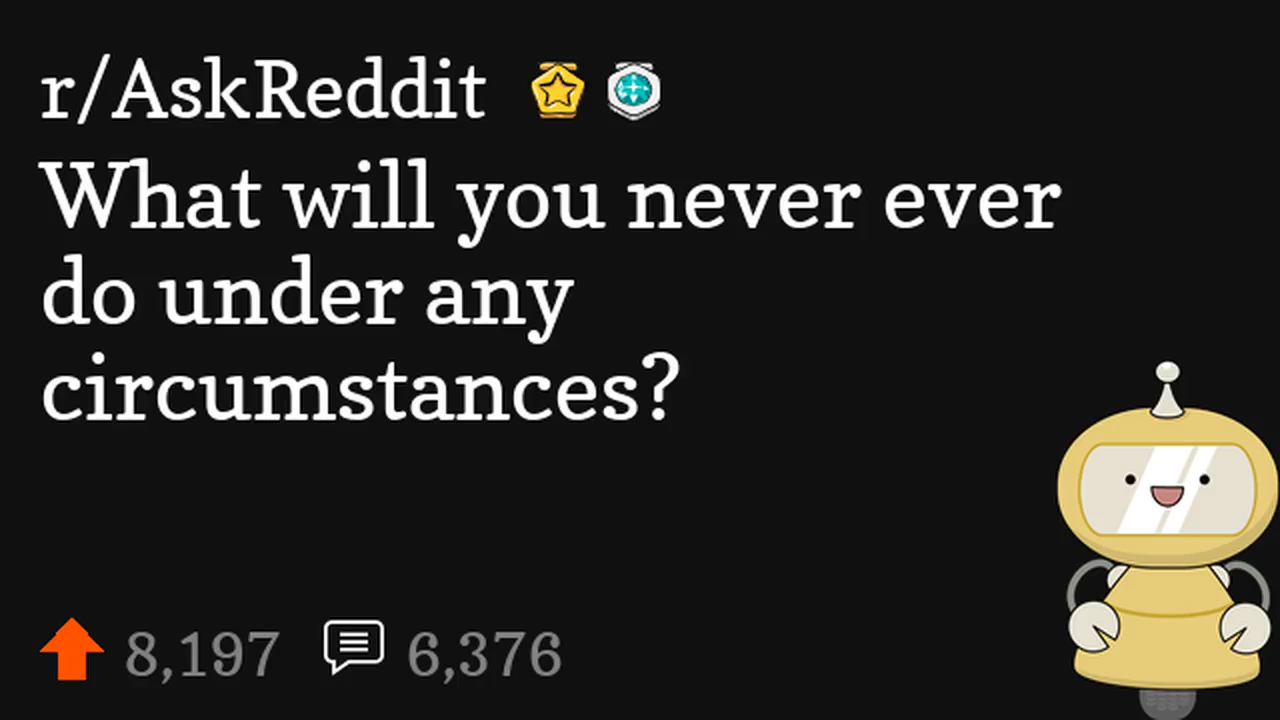 r/AskReddit
What will you never ever
do under any
circumstances?
8,197 6,376